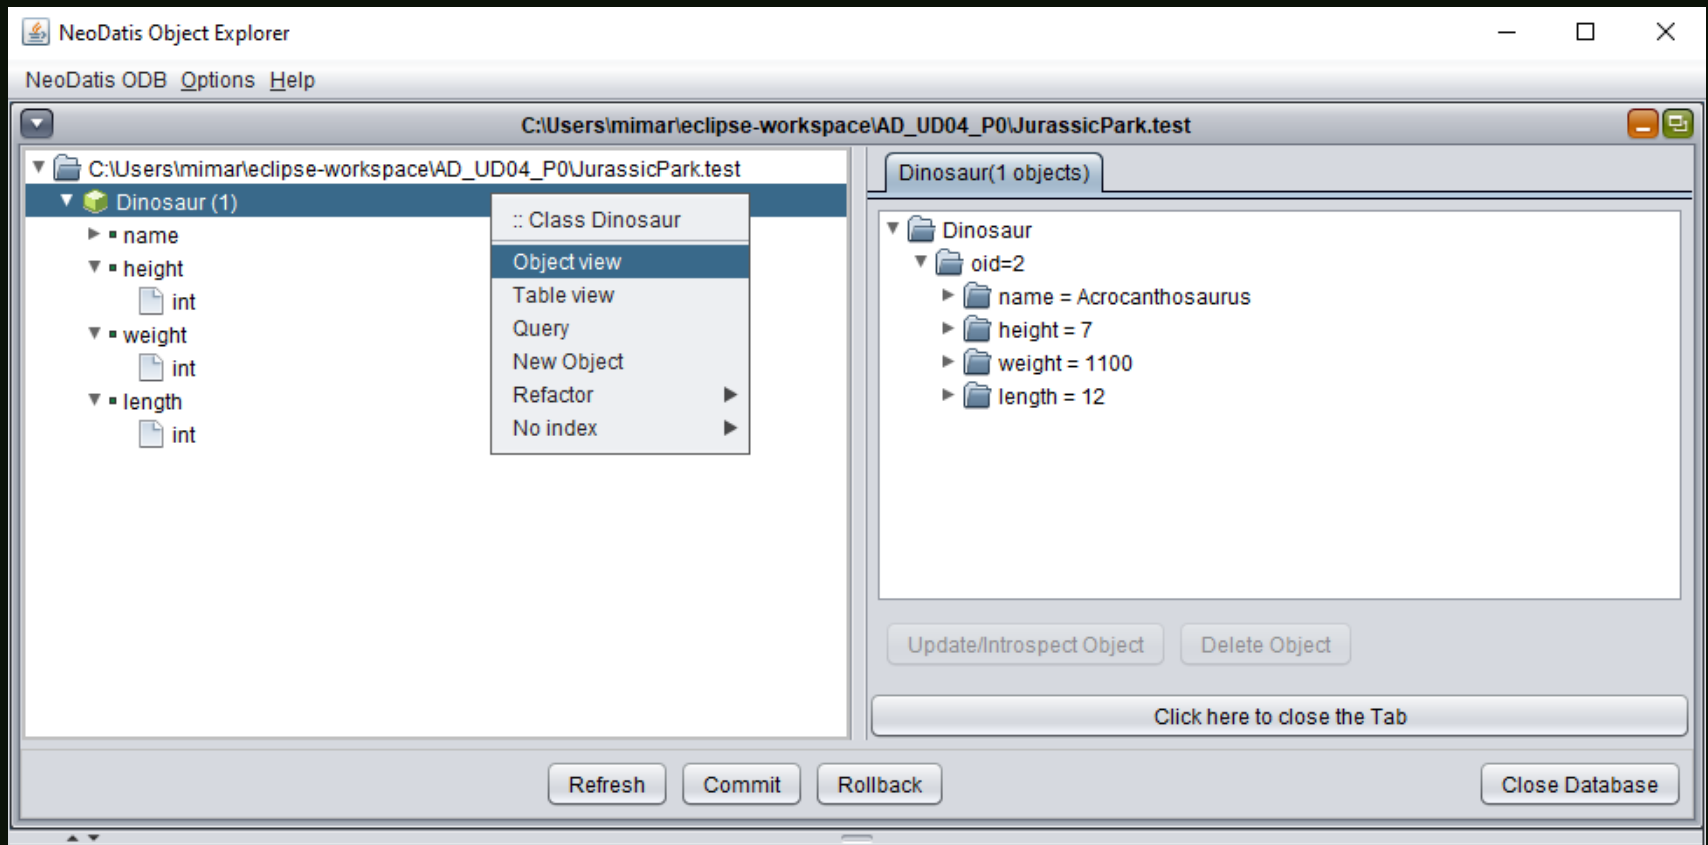 NeoDatis Object Explorer
NeoDatis ODB Options Help
C:\Users\mimar\eclipse-workspace\AD_UD04_P0\JurassicPark.test
C:\Users\mimar\eclipse-workspace\AD_UD04_P0\JurassicPark.test
Dinosaur (1)
name
height
int
weight
int
length
int
:: Class Dinosaur
Object view
Table view
Query
New Object
Refactor
No index
Dinosaur(1 objects)
Dinosaur
oid=2
name = Acrocanthosaurus
height = 7
weight = 1100
length = 12
Update/Introspect Object Delete Object
Click here to close the Tab
Refresh Commit Rollback Close Database